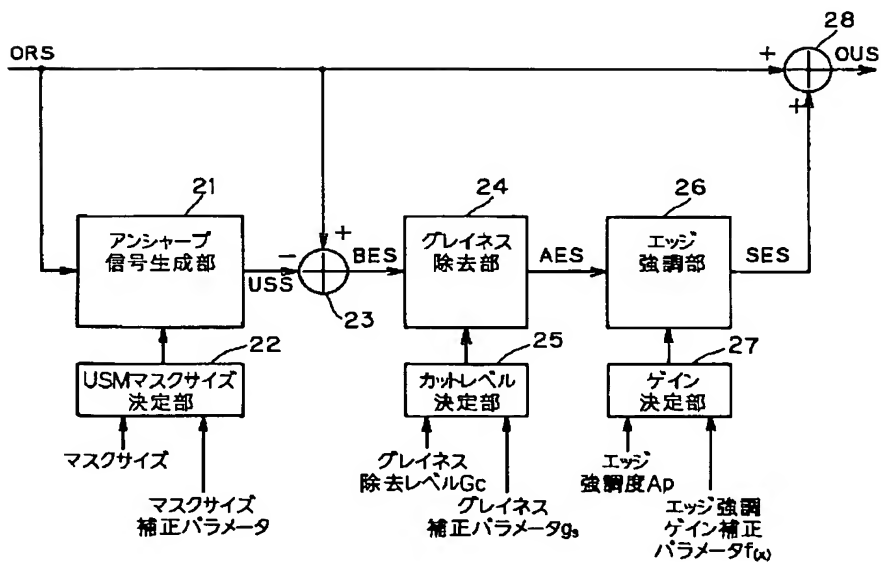 28
ORS
+
OUS
+
21
24
26
アンシャープ
信号生成部
−
USS
+
BES
23
グレイネス
除去部
AES
エッジ
強調部
SES
22
25
27
USMマスクサイズ
決定部
カットレベル
決定部
ゲイン
決定部
マスクサイズ
マスクサイズ
補正パラメータ
グレイネス
除去レベルGc
グレイネス
補正パラメータgs
エッジ
強調度Ap
エッジ強調
ゲイン補正
パラメータf(x)